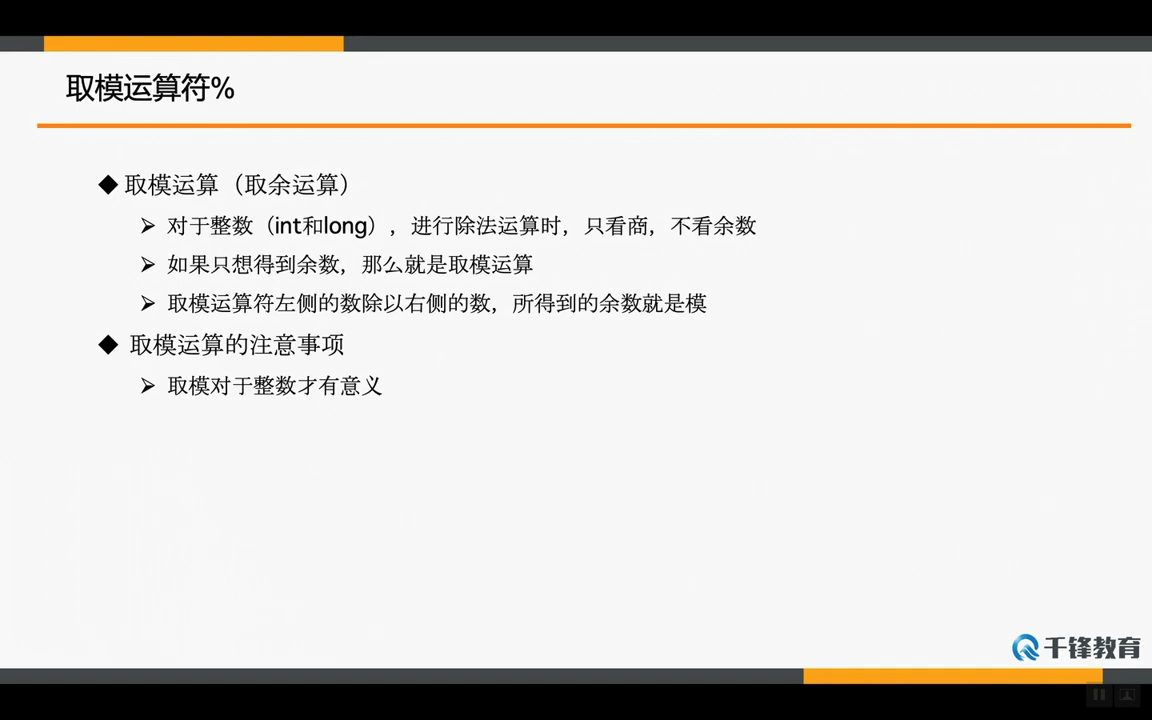 取模运算符%
取模运算（取余运算）
对于整数（int和long），进行除法运算时，只看商，不看余数
如果只想得到余数，那么就是取模运算
取模运算符左侧的数除以右侧的数，所得到的余数就是模
取模运算的注意事项
取模对于整数才有意义
千锋教育